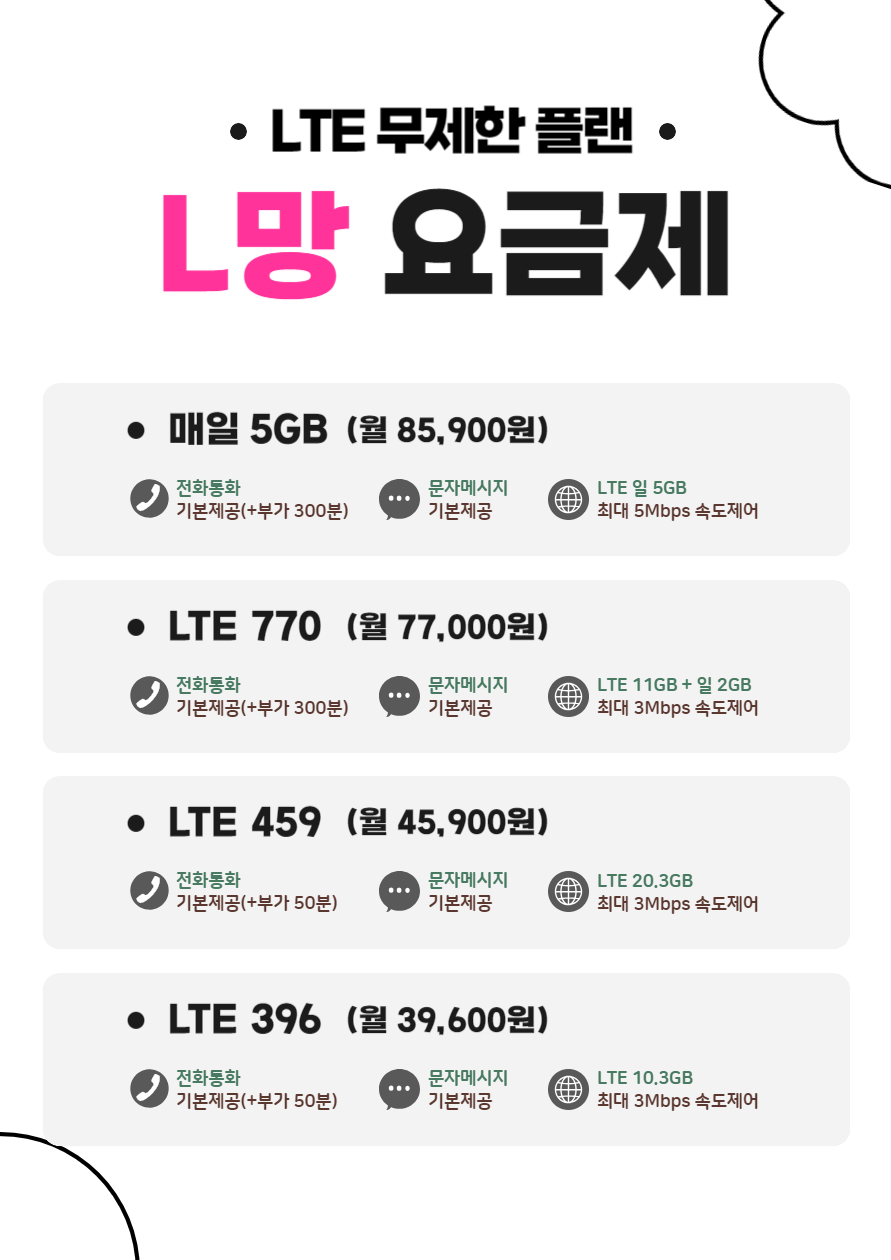 • LTE 무제한 플랜 •
L망 요금제
• 매일 5GB (월 85,900원)
전화통화
기본제공(+부가 300분)
문자메시지
기본제공
LTE 일 5GB
최대 5Mbps 속도제어
• LTE 770 (월 77,000원)
전화통화
기본제공(+부가 300분)
문자메시지
기본제공
LTE 11GB + 일 2GB
최대 3Mbps 속도제어
• LTE 459 (월 45,900원)
전화통화
기본제공(+부가 50분)
문자메시지
기본제공
LTE 20.3GB
최대 3Mbps 속도제어
• LTE 396 (월 39,600원)
전화통화
기본제공(+부가 50분)
문자메시지
기본제공
LTE 10.3GB
최대 3Mbps 속도제어